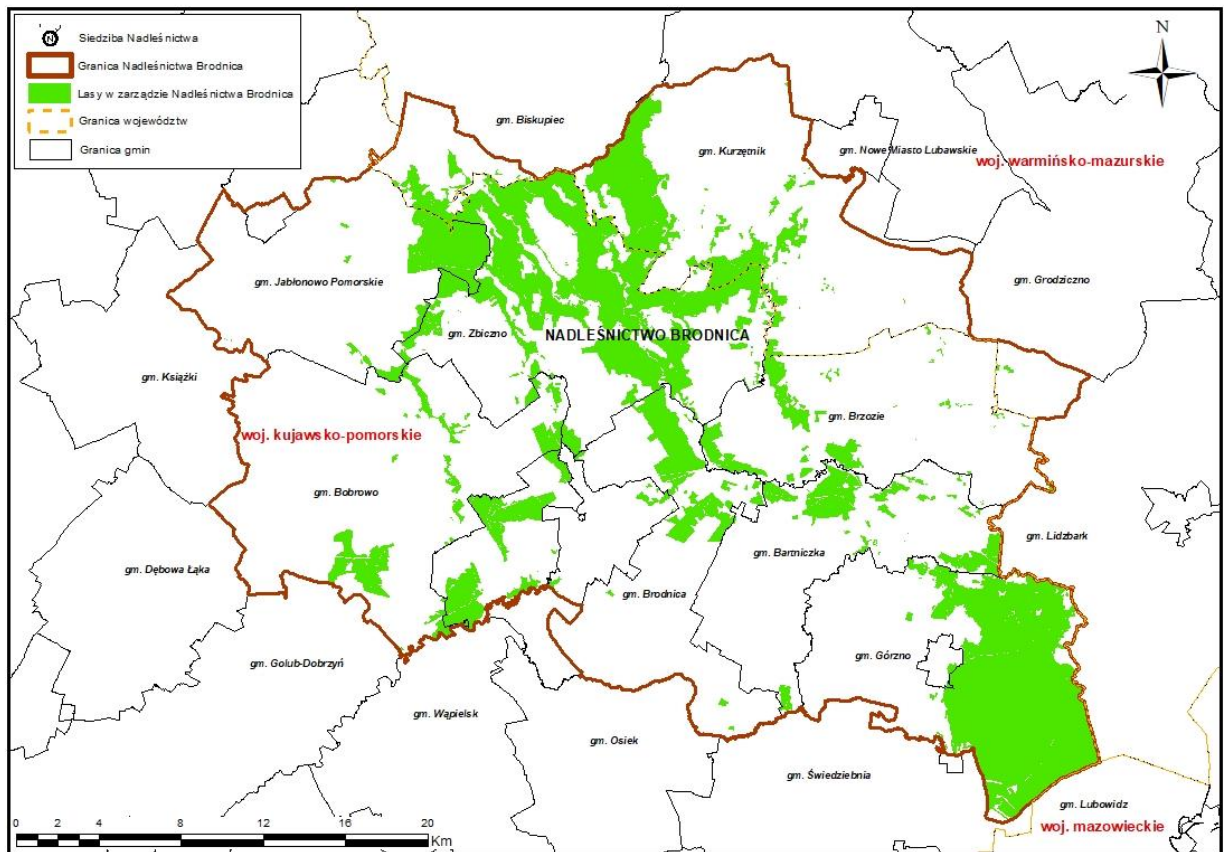 Siedziba Nadleśnictwa
Granica Nadleśnictwa Brodnica
Lasy w zarządzie Nadleśnictwa Brodnica
Granica województw
Granica gmin
N
gm. Biskupiec
gm. Kurzętnik
gm. Nowe Miasto Lubawskie
woj. warmińsko-mazurskie
gm. Jabłonowo Pomorskie
gm. Grodziczno
gm. Zbiczno
NADLEŚNICTWO BRODNICA
gm. Książki
gm. Brzozie
woj. kujawsko-pomorskie
gm. Bobrowo
gm. Lidzbark
gm. Bartniczka
gm. Dębowa Łąka
gm. Brodnica
gm. Górzno
gm. Golub-Dobrzyń
gm. Wąpielsk
gm. Osiek
gm. Świedziebnia
gm. Lubowidz
woj. mazowieckie
0 2 4 8 12 16 20
Km